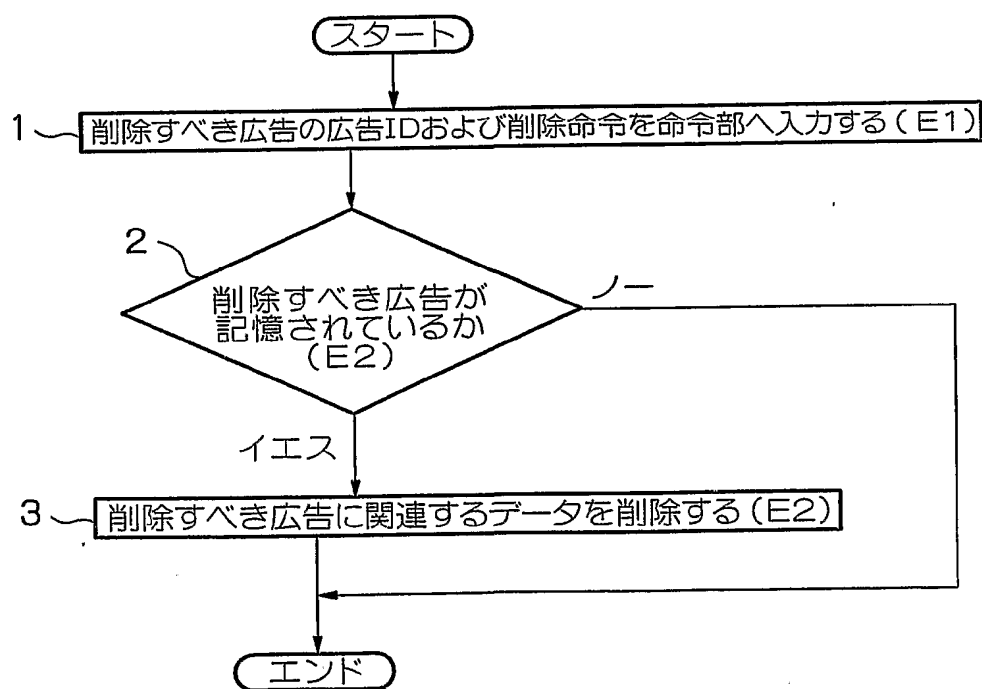 スタート
1 削除すべき広告の広告IDおよび削除命令を命令部へ入力する(E1)
2
削除すべき広告が
記憶されているか
(E2)
ノー
イエス
3 削除すべき広告に関連するデータを削除する(E2)
エンド